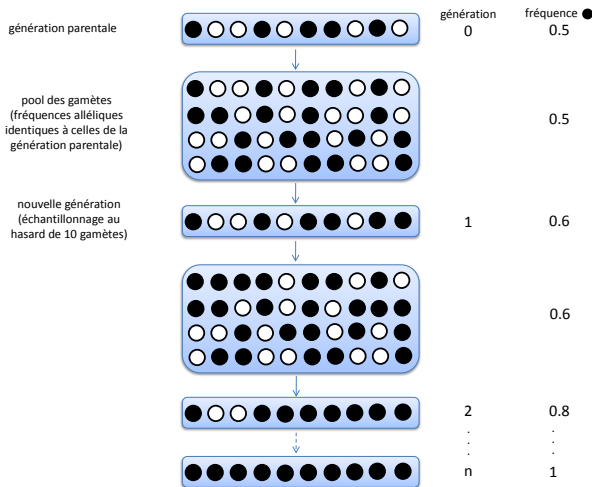 génération
fréquence
génération parentale
0
0.5
pool des gamètes
(fréquences alléliques
identiques à celles de la
génération parentale)
0.5
nouvelle génération
(échantillonnage au
hasard de 10 gamètes)
1
0.6
0.6
2
0.8
.
.
.
.
.
.
n
1